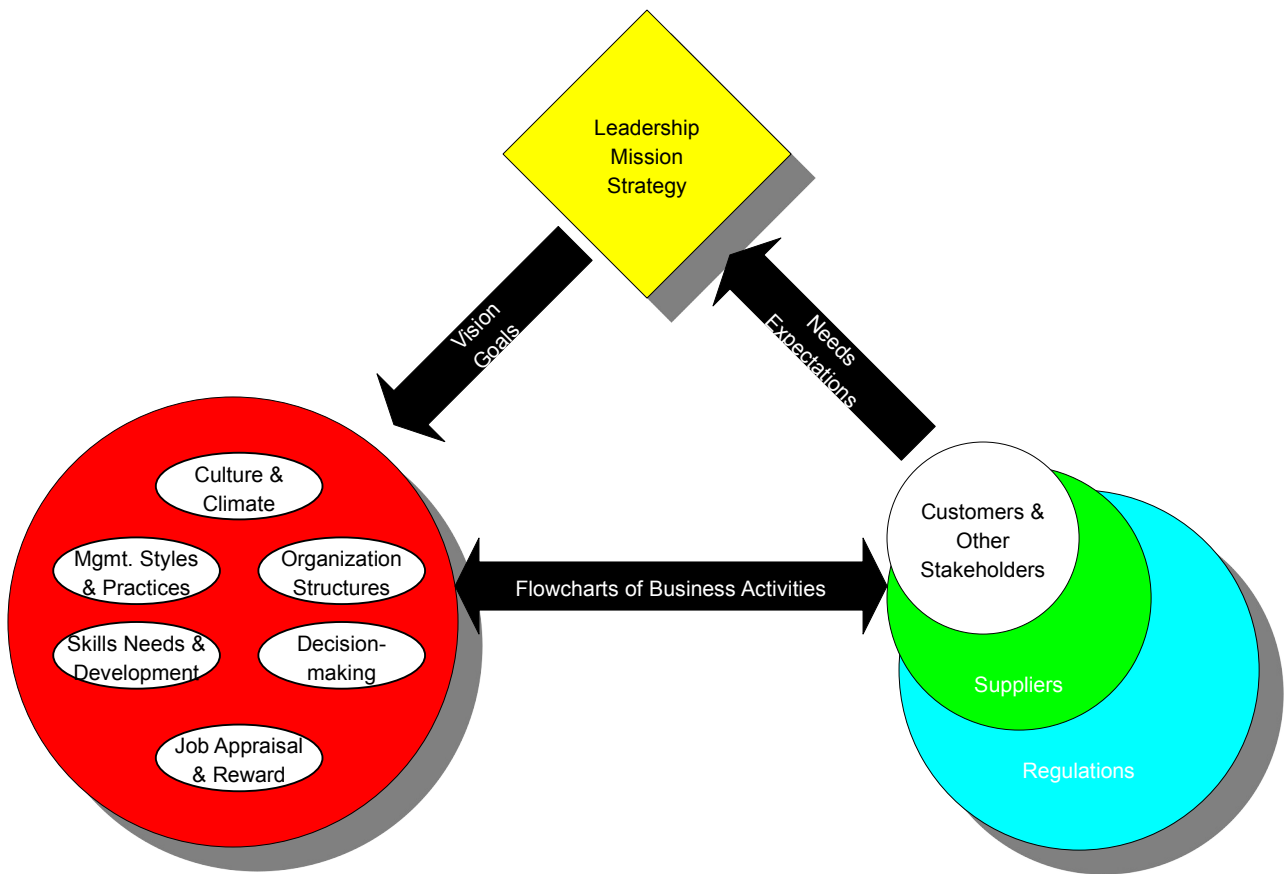 Leadership
Mission
Strategy
Vision
Goals
Needs
Expectations
Culture &
Climate
Mgmt. Styles
& Practices
Organization
Structures
Skills Needs &
Development
Decision-
making
Job Appraisal
& Reward
Flowcharts of Business Activities
Customers &
Other
Stakeholders
Suppliers
Regulations